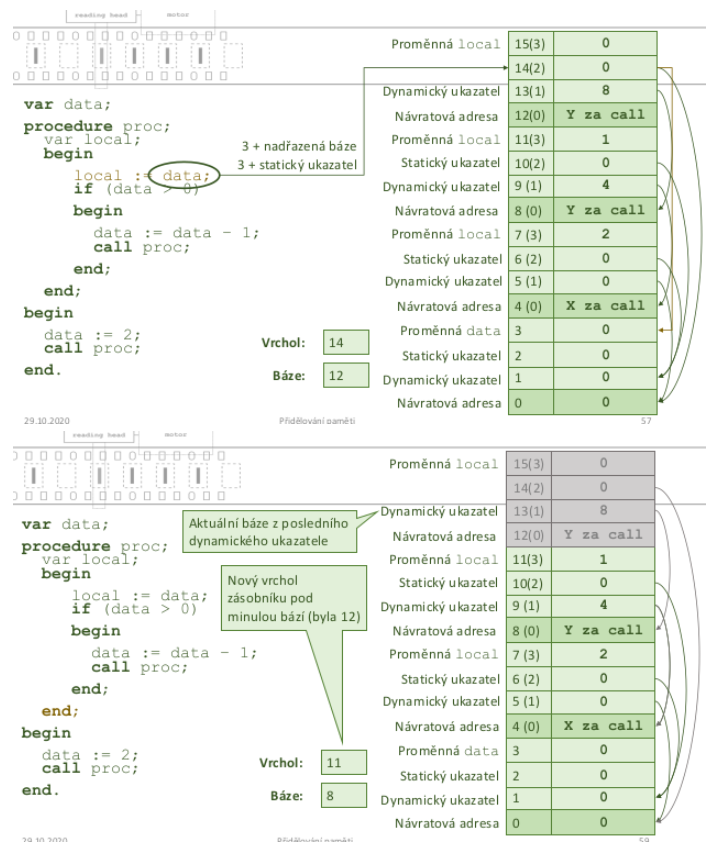 reading head
motor
Proměnná local 15(3) 0
14(2) 0
Dynamický ukazatel 13(1) 8
var data;
Návratová adresa 12(0) Y za call
procedure proc;
3 + nadřazená báze
Proměnná local 11(3) 1
var local;
begin
3 + statický ukazatel
Statický ukazatel 10(2) 0
local := data;
Dynamický ukazatel 9 (1) 4
if (data > 0)
begin
Návratová adresa 8 (0) Y za call
data := data - 1;
Proměnná local 7 (3) 2
call proc;
Statický ukazatel 6 (2) 0
end;
Dynamický ukazatel 5 (1) 0
end;
begin
Návratová adresa 4 (0) X za call
data := 2;
Proměnná data 3 0
call proc;
Vrchol: 14
Statický ukazatel 2 0
end.
Báze: 12
Dynamický ukazatel 1 0
Návratová adresa 0 0
29.10.2020 Přidělování paměti 57
reading head
motor
Proměnná local 15(3) 0
14(2) 0
Dynamický ukazatel 13(1) 8
var data;
Aktuální báze z posledního
dynamického ukazatele
Návratová adresa 12(0) Y za call
procedure proc;
var local;
Proměnná local 11(3) 1
begin
Nový vrchol
zásobníku pod
minulou bází (byla 12)
Statický ukazatel 10(2) 0
local := data;
if (data > 0)
Dynamický ukazatel 9 (1) 4
begin
Návratová adresa 8 (0) Y za call
data := data - 1;
Proměnná local 7 (3) 2
call proc;
Statický ukazatel 6 (2) 0
end;
Dynamický ukazatel 5 (1) 0
end;
begin
Návratová adresa 4 (0) X za call
data := 2;
Proměnná data 3 0
call proc;
Vrchol: 11
Statický ukazatel 2 0
end.
Báze: 8
Dynamický ukazatel 1 0
Návratová adresa 0 0
29.10.2020 Přidělování paměti 59